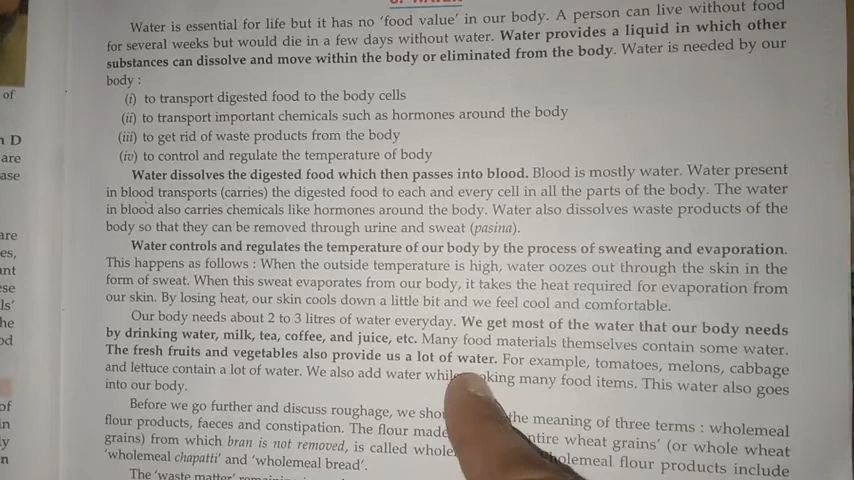 Water is essential for life but it has no ‘food value’ in our body. A person can live without food
for several weeks but would die in a few days without water. Water provides a liquid in which other
substances can dissolve and move within the body or eliminated from the body. Water is needed by our
body :
(i) to transport digested food to the body cells
(ii) to transport important chemicals such as hormones around the body
(iii) to get rid of waste products from the body
(iv) to control and regulate the temperature of body
Water dissolves the digested food which then passes into blood. Blood is mostly water. Water present
in blood transports (carries) the digested food to each and every cell in all the parts of the body. The water
in blood also carries chemicals like hormones around the body. Water also dissolves waste products of the
body so that they can be removed through urine and sweat (pasina).
Water controls and regulates the temperature of our body by the process of sweating and evaporation.
This happens as follows : When the outside temperature is high, water oozes out through the skin in the
form of sweat. When this sweat evaporates from our body, it takes the heat required for evaporation from
our skin. By losing heat, our skin cools down a little bit and we feel cool and comfortable.
Our body needs about 2 to 3 litres of water everyday. We get most of the water that our body needs
by drinking water, milk, tea, coffee, and juice, etc. Many food materials themselves contain some water.
The fresh fruits and vegetables also provide us a lot of water. For example, tomatoes, melons, cabbage
and lettuce contain a lot of water. We also add water while cooking many food items. This water also goes
into our body.
Before we go further and discuss roughage, we the meaning of three terms : wholemeal
flour products, faeces and constipation. The flour made wheat grains’ (or whole wheat
grains) from which bran is not removed, is called flour products include
‘wholemeal chapatti’ and ‘wholemeal bread’.
The ‘waste matter’
of
D
are
are
es,
ls’
he
of
in